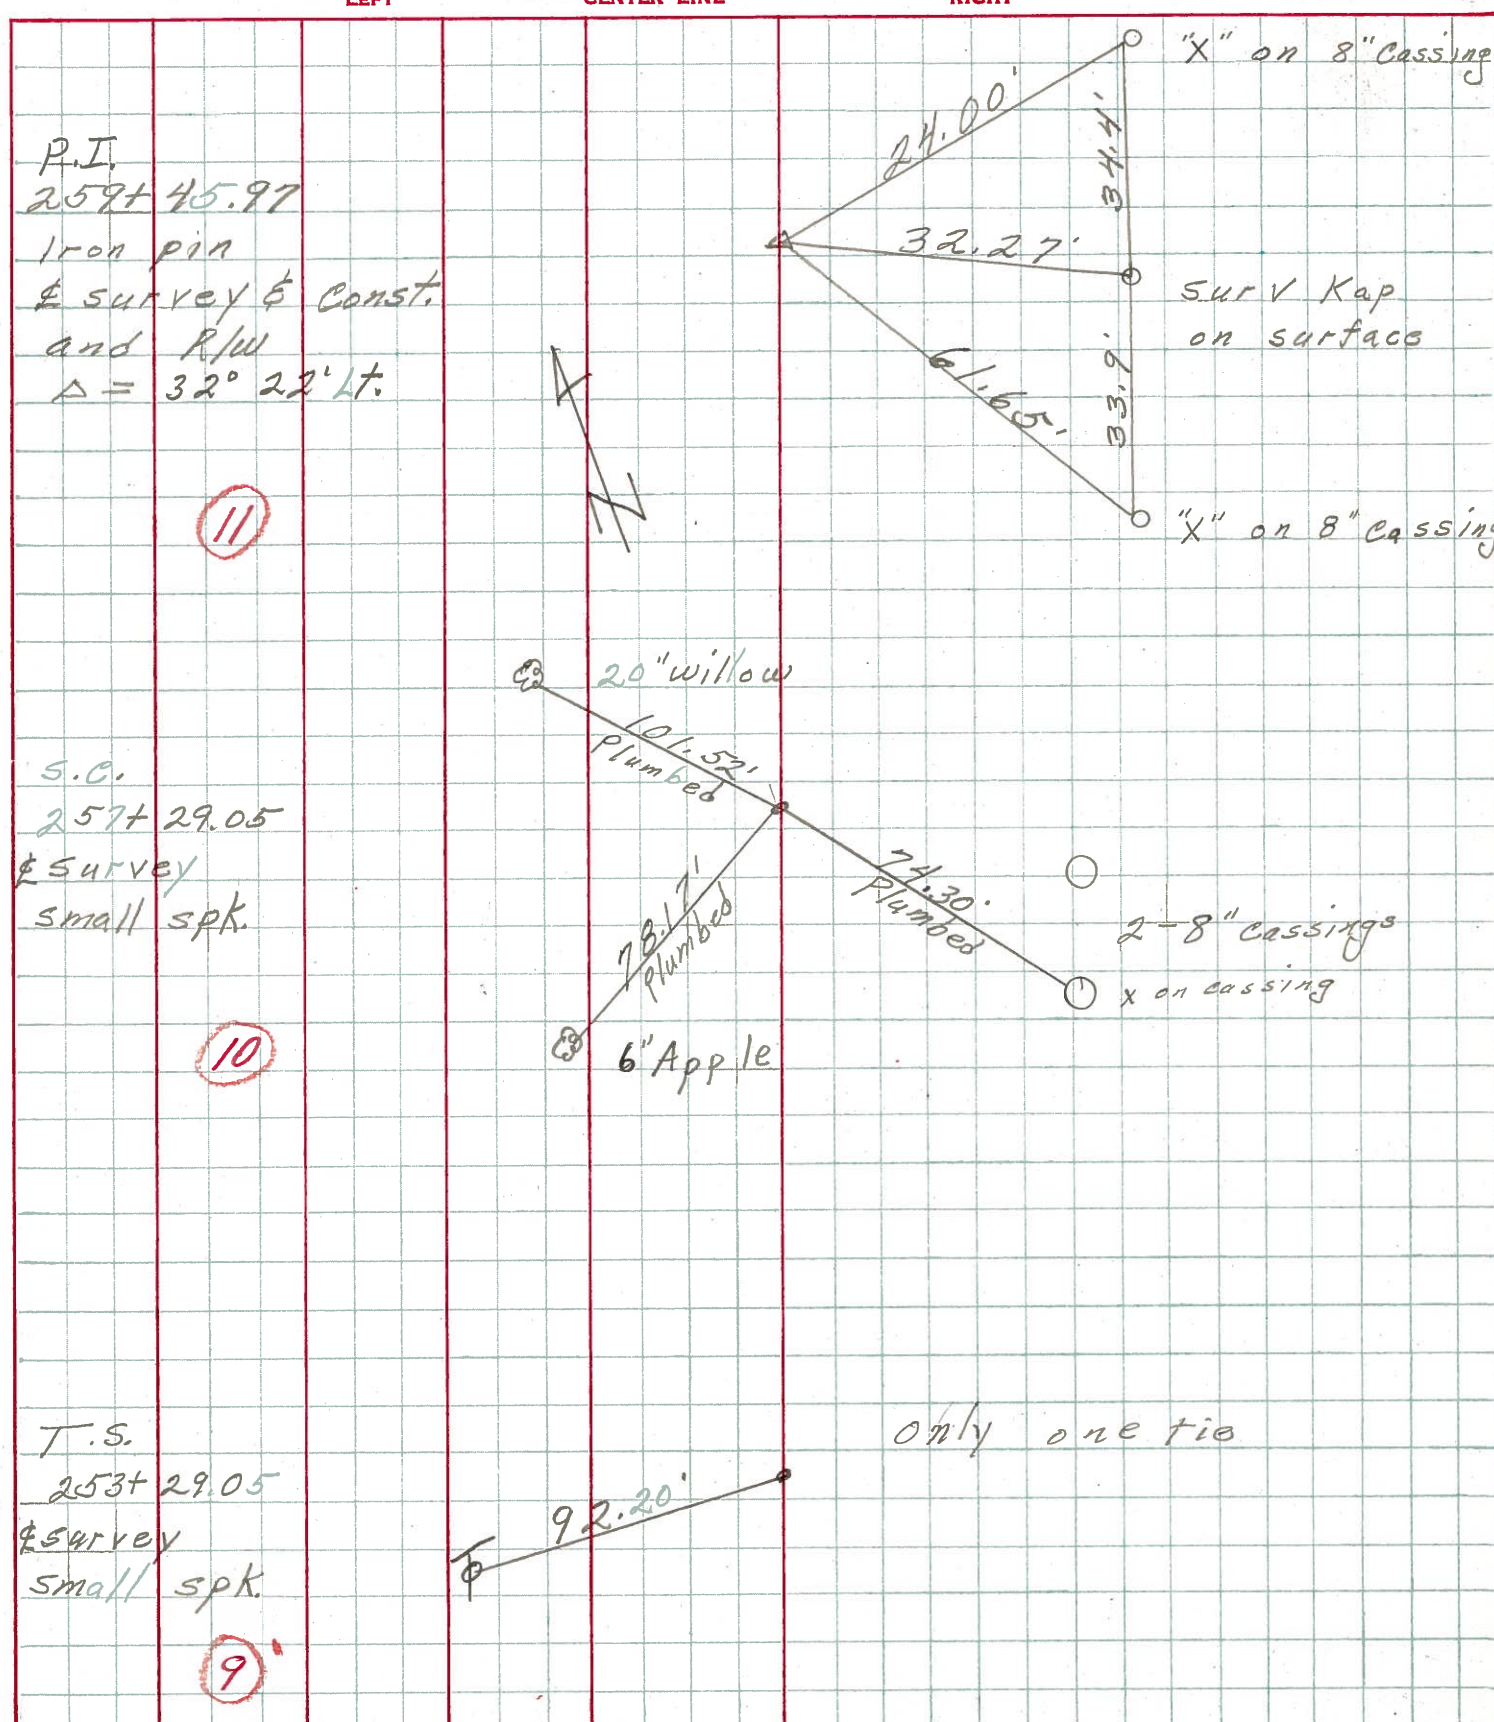 LEFT CENTER LINE RIGHT
"X" on 8" Cassing
24.00'
34.4'
P.I.
259+45.97
Iron pin
℄ survey & Const.
and R/W
Δ = 32° 22' Lt.
32.27'
Surv Kap
on surface
61.65'
33.9'
N
11
"X" on 8" Cassing
20" willow
101.52'
Plumbed
S.C.
257+29.05
℄ survey
small spk.
74.30'
Plumbed
78.17'
Plumbed
2-8" Cassings
x on cassing
10
6" Apple
T.S.
253+29.05
℄ survey
small spk.
only one tie
92.20'
9